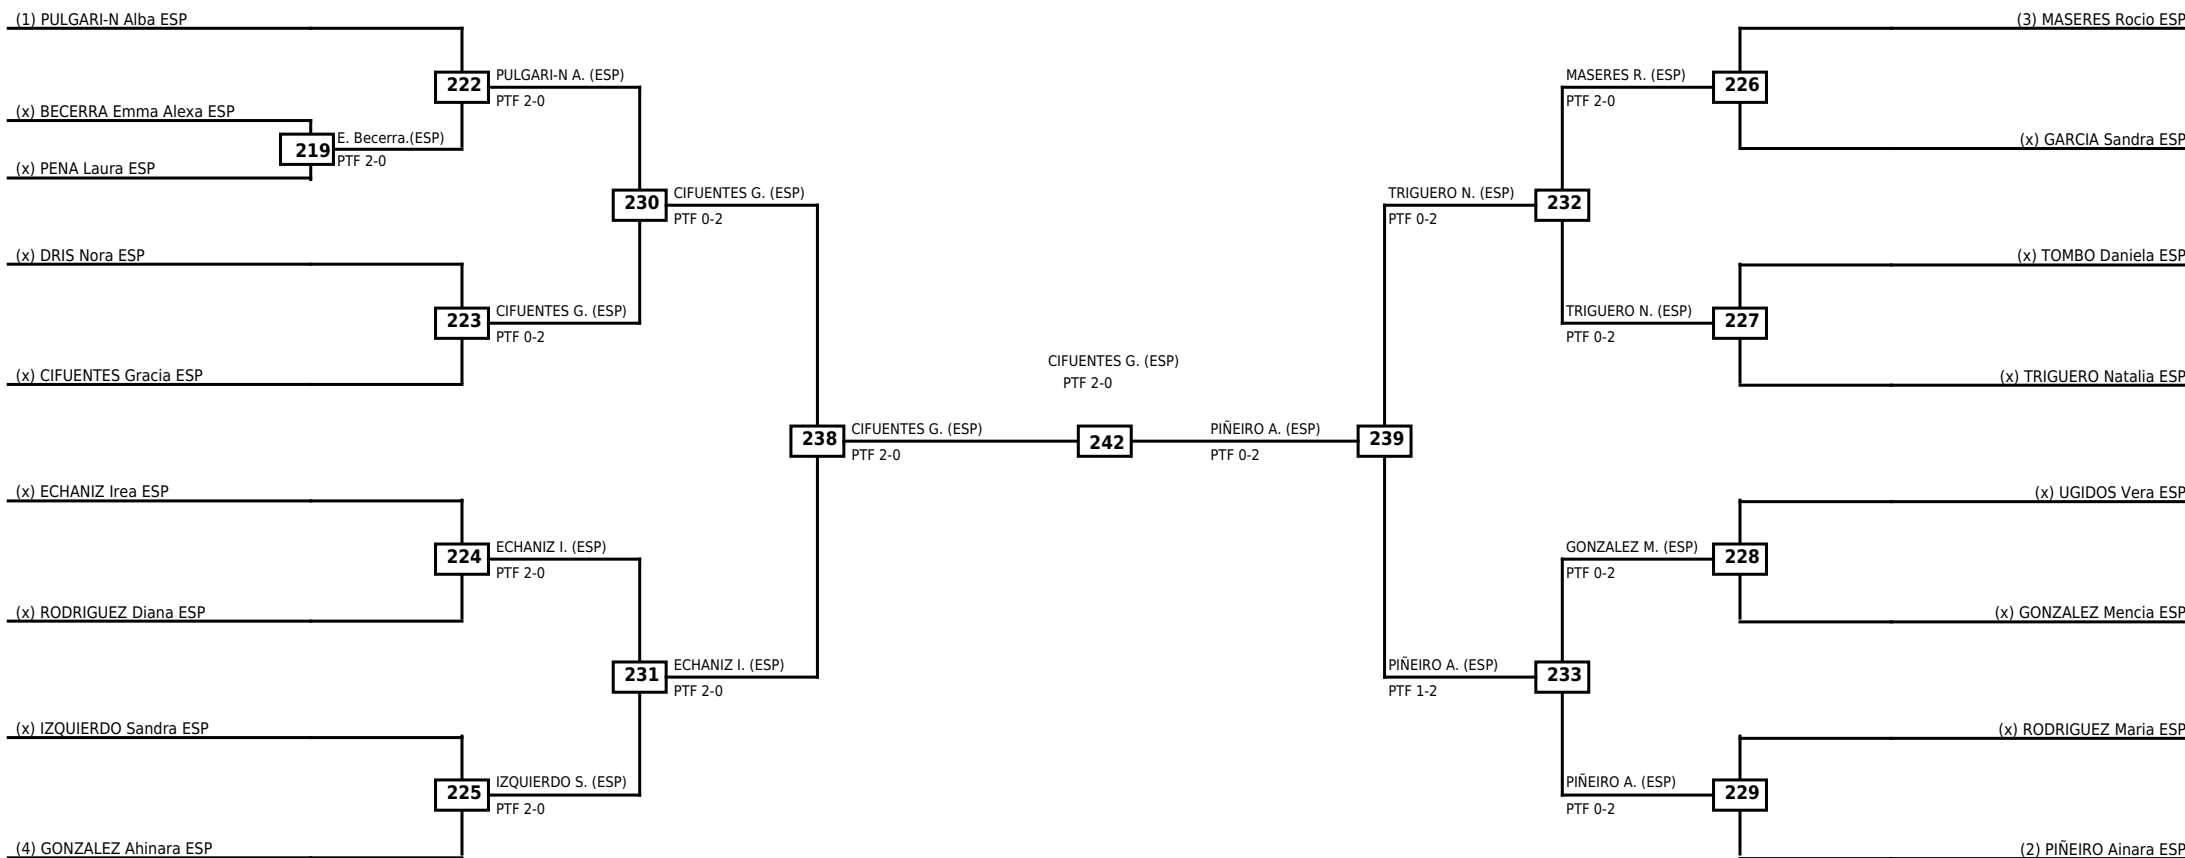 (1) PULGARI-N Alba ESP
(x) BECERRA Emma Alexa ESP
(x) PENA Laura ESP
(x) DRIS Nora ESP
(x) CIFUENTES Gracia ESP
(x) ECHANIZ Irea ESP
(x) RODRIGUEZ Diana ESP
(x) IZQUIERDO Sandra ESP
(4) GONZALEZ Ahinara ESP
219
E. Becerra.(ESP)
PTF 2-0
222
PULGARI-N A. (ESP)
PTF 2-0
223
CIFUENTES G. (ESP)
PTF 0-2
224
ECHANIZ I. (ESP)
PTF 2-0
225
IZQUIERDO S. (ESP)
PTF 2-0
230
CIFUENTES G. (ESP)
PTF 0-2
231
ECHANIZ I. (ESP)
PTF 2-0
238
CIFUENTES G. (ESP)
PTF 2-0
CIFUENTES G. (ESP)
PTF 2-0
242
PIÑEIRO A. (ESP)
PTF 0-2
239
TRIGUERO N. (ESP)
PTF 0-2
232
PIÑEIRO A. (ESP)
PTF 1-2
233
MASERES R. (ESP)
PTF 2-0
226
TRIGUERO N. (ESP)
PTF 0-2
227
GONZALEZ M. (ESP)
PTF 0-2
228
PIÑEIRO A. (ESP)
PTF 0-2
229
(3) MASERES Rocio ESP
(x) GARCIA Sandra ESP
(x) TOMBO Daniela ESP
(x) TRIGUERO Natalia ESP
(x) UGIDOS Vera ESP
(x) GONZALEZ Mencia ESP
(x) RODRIGUEZ Maria ESP
(2) PIÑEIRO Ainara ESP